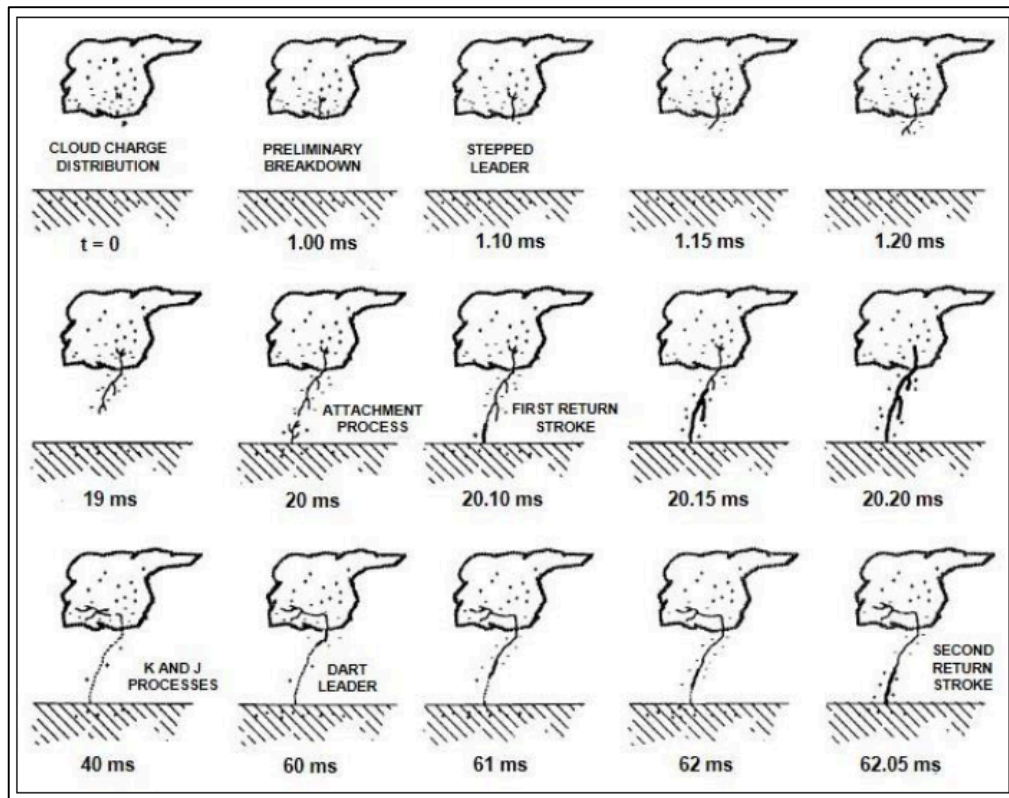 CLOUD CHARGE
DISTRIBUTION
PRELIMINARY
BREAKDOWN
STEPPED
LEADER
t = 0
1.00 ms
1.10 ms
1.15 ms
1.20 ms
ATTACHMENT
PROCESS
FIRST RETURN
STROKE
19 ms
20 ms
20.10 ms
20.15 ms
20.20 ms
K AND J
PROCESSES
DART
LEADER
SECOND
RETURN
STROKE
40 ms
60 ms
61 ms
62 ms
62.05 ms